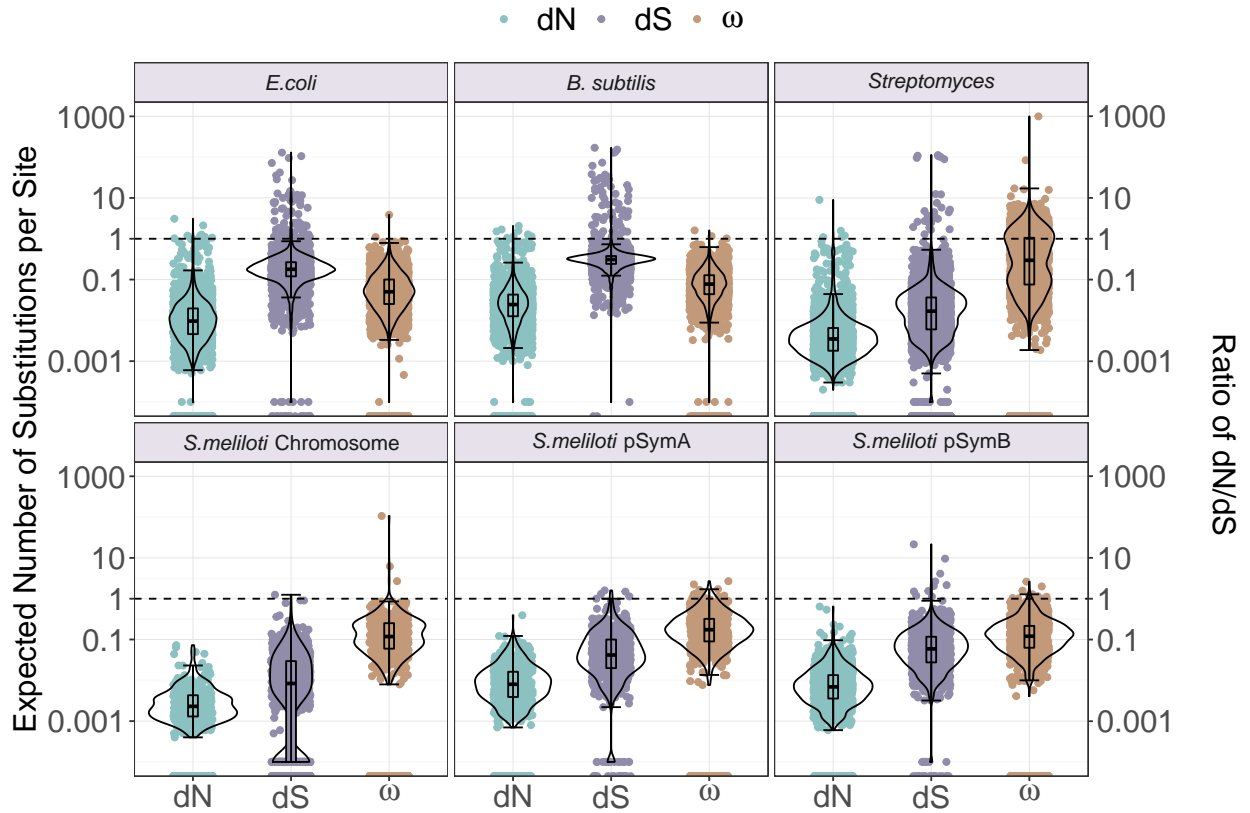 dN dS ω
E.coli B. subtilis Streptomyces
1000 1000
10 10
1 1
0.1 0.1
0.001 0.001
Expected Number of Substitutions per Site
Ratio of dN/dS
S.meliloti Chromosome S.meliloti pSymA S.meliloti pSymB
1000 1000
10 10
1 1
0.1 0.1
0.001 0.001
dN dS ω dN dS ω dN dS ω